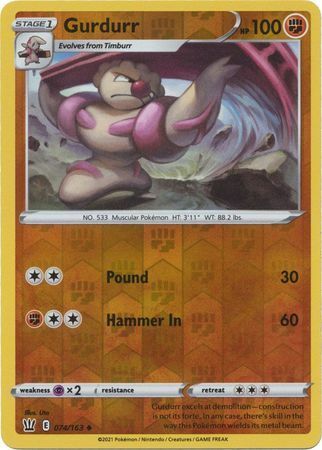 STAGE 1
Gurdurr
HP 100
Evolves from Timburr
NO. 533 Muscular Pokémon HT: 3'11" WT: 88.2 lbs.
Pound 30
Hammer In 60
weakness ×2 resistance retreat
Illus. Uta
E 074/163
Gurdurr excels at demolition—construction
is not its forte. In any case, there's skill in the
way this Pokémon wields its metal beam.
©2021 Pokémon / Nintendo / Creatures / GAME FREAK